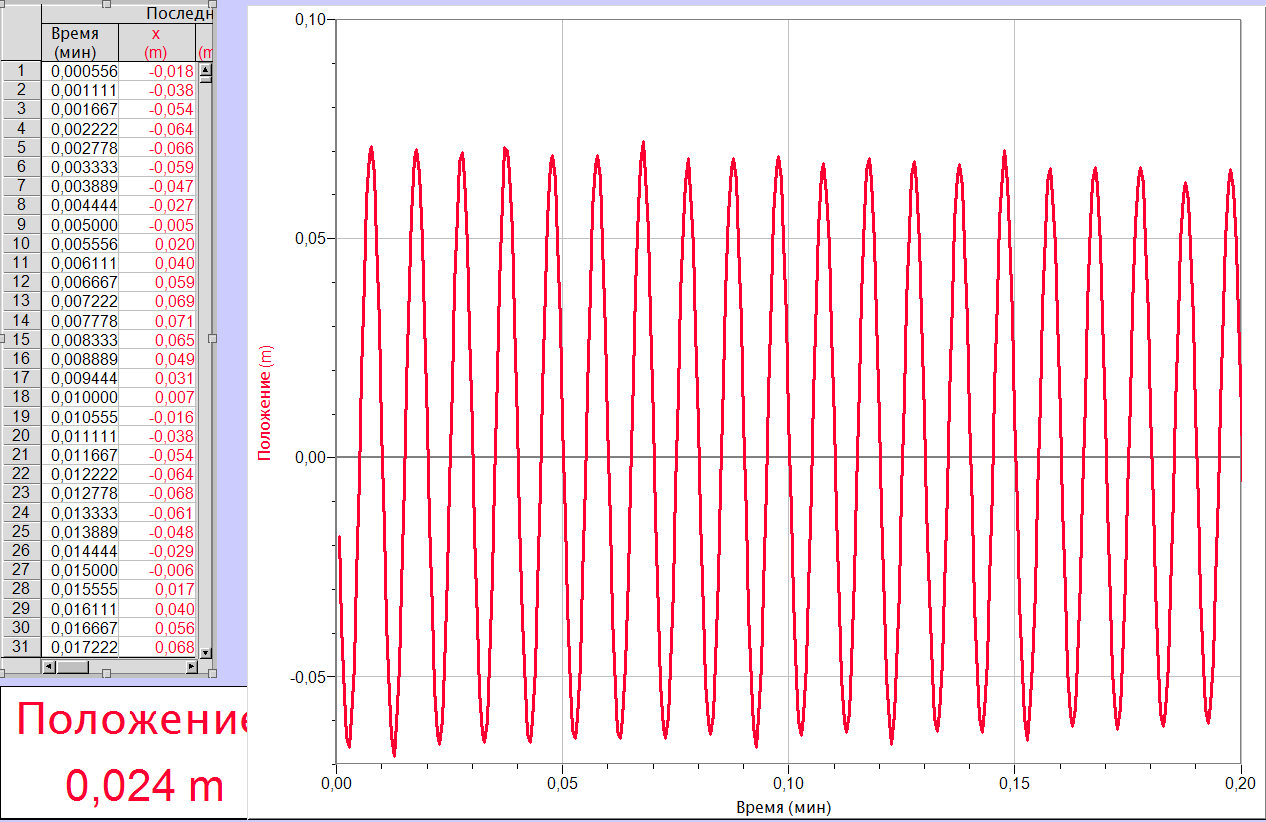 Последн
Время x
(мин) (m) (m
1 0,000556 -0,018
2 0,001111 -0,038
3 0,001667 -0,054
4 0,002222 -0,064
5 0,002778 -0,066
6 0,003333 -0,059
7 0,003889 -0,047
8 0,004444 -0,027
9 0,005000 -0,005
10 0,005556 0,020
11 0,006111 0,040
12 0,006667 0,059
13 0,007222 0,069
14 0,007778 0,071
15 0,008333 0,065
16 0,008889 0,049
17 0,009444 0,031
18 0,010000 0,007
19 0,010555 -0,016
20 0,011111 -0,038
21 0,011667 -0,054
22 0,012222 -0,064
23 0,012778 -0,068
24 0,013333 -0,061
25 0,013889 -0,048
26 0,014444 -0,029
27 0,015000 -0,006
28 0,015555 0,017
29 0,016111 0,040
30 0,016667 0,056
31 0,017222 0,068
Положение
0,024 m
0,10
0,05
0,00
-0,05
Положение (m)
0,00 0,05 0,10 0,15 0,20
Время (мин)